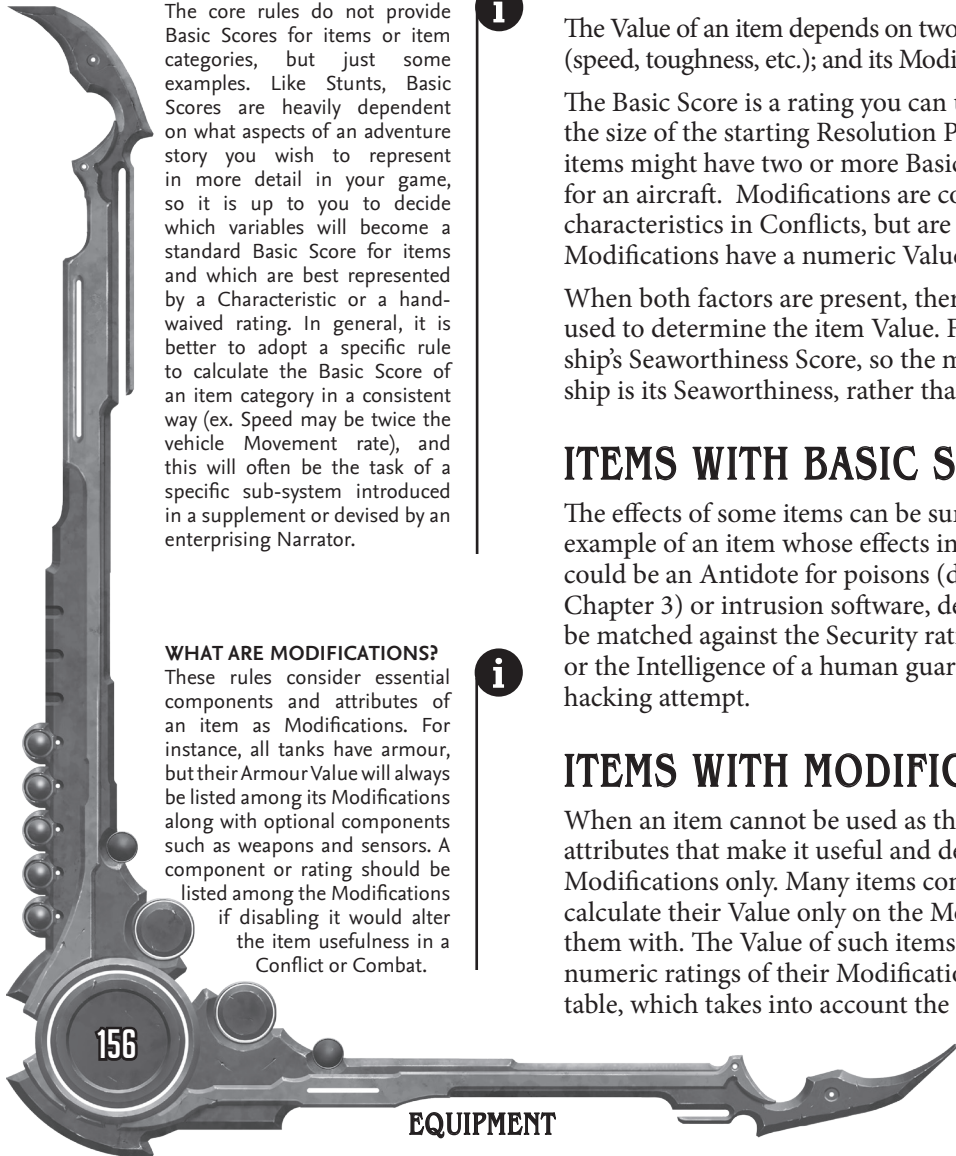 The core rules do not provide
Basic Scores for items or item
categories, but just some
examples. Like Stunts, Basic
Scores are heavily dependent
on what aspects of an adventure
story you wish to represent
in more detail in your game,
so it is up to you to decide
which variables will become a
standard Basic Score for items
and which are best represented
by a Characteristic or a hand-
waived rating. In general, it is
better to adopt a specific rule
to calculate the Basic Score of
an item category in a consistent
way (ex. Speed may be twice the
vehicle Movement rate), and
this will often be the task of a
specific sub-system introduced
in a supplement or devised by an
enterprising Narrator.
i
WHAT ARE MODIFICATIONS?
These rules consider essential
components and attributes of
an item as Modifications. For
instance, all tanks have armour,
but their Armour Value will always
be listed among its Modifications
along with optional components
such as weapons and sensors. A
component or rating should be
listed among the Modifications
if disabling it would alter
the item usefulness in a
Conflict or Combat.
i
The Value of an item depends on two
(speed, toughness, etc.); and its Modi
The Basic Score is a rating you can
the size of the starting Resolution P
items might have two or more Basic
for an aircraft. Modifications are co
characteristics in Conflicts, but are
Modifications have a numeric Value
When both factors are present, ther
used to determine the item Value. F
ship's Seaworthiness Score, so the m
ship is its Seaworthiness, rather tha
ITEMS WITH BASIC S
The effects of some items can be sur
example of an item whose effects in
could be an Antidote for poisons (d
Chapter 3) or intrusion software, de
be matched against the Security rati
or the Intelligence of a human guar
hacking attempt.
ITEMS WITH MODIFIC
When an item cannot be used as th
attributes that make it useful and de
Modifications only. Many items con
calculate their Value only on the Mo
them with. The Value of such items
numeric ratings of their Modificatio
table, which takes into account the
156
EQUIPMENT